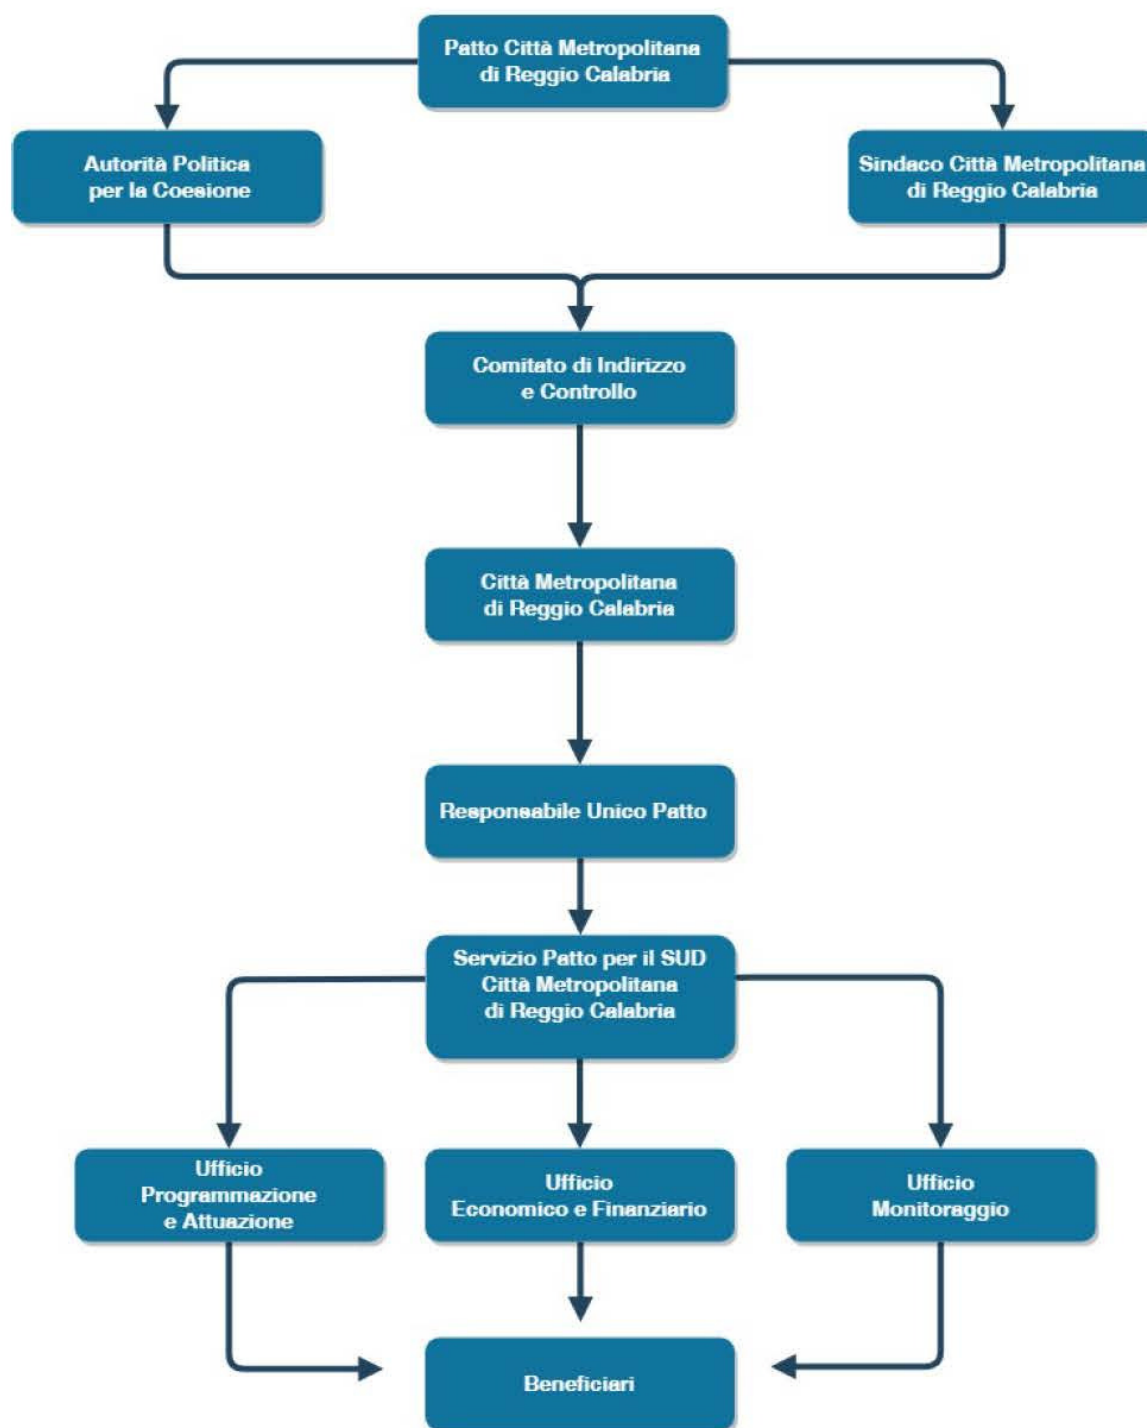 Patto Città Metropolitana
di Reggio Calabria
Autorità Politica
per la Coesione
Sindaco Città Metropolitana
di Reggio Calabria
Comitato di Indirizzo
e Controllo
Città Metropolitana
di Reggio Calabria
Responsabile Unico Patto
Servizio Patto per il SUD
Città Metropolitana
di Reggio Calabria
Ufficio
Programmazione
e Attuazione
Ufficio
Economico e Finanziario
Ufficio
Monitoraggio
Beneficiari